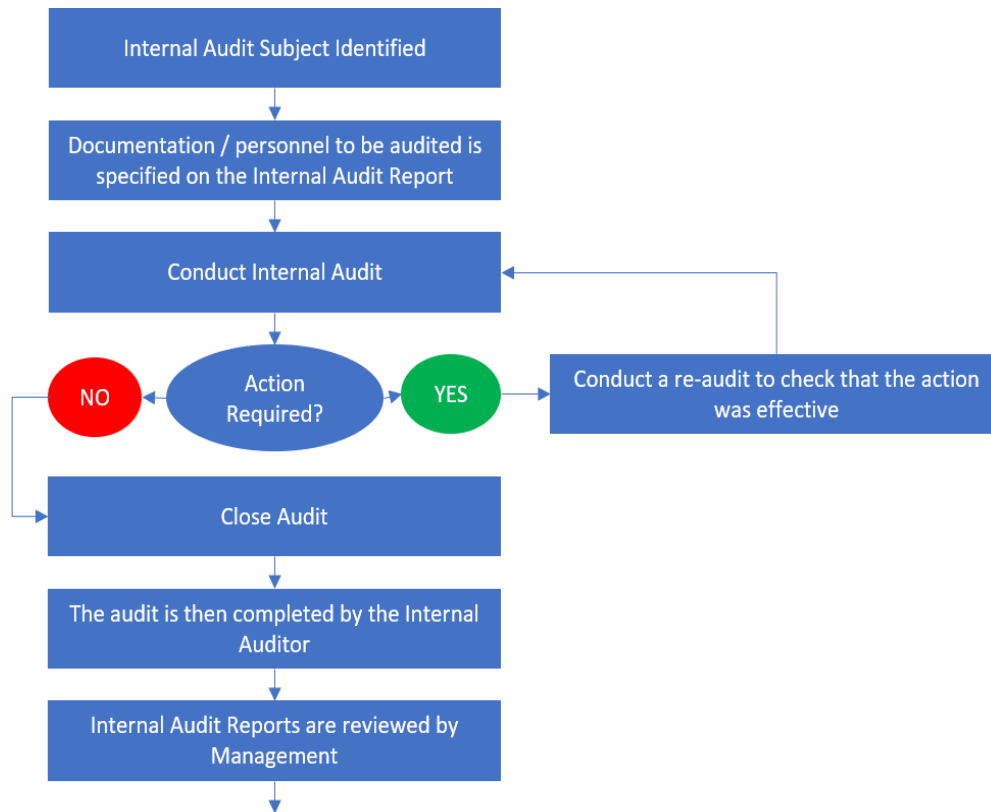 Internal Audit Subject Identified
Documentation / personnel to be audited is
specified on the Internal Audit Report
Conduct Internal Audit
NO
Action
Required?
YES
Conduct a re-audit to check that the action
was effective
Close Audit
The audit is then completed by the Internal
Auditor
Internal Audit Reports are reviewed by
Management